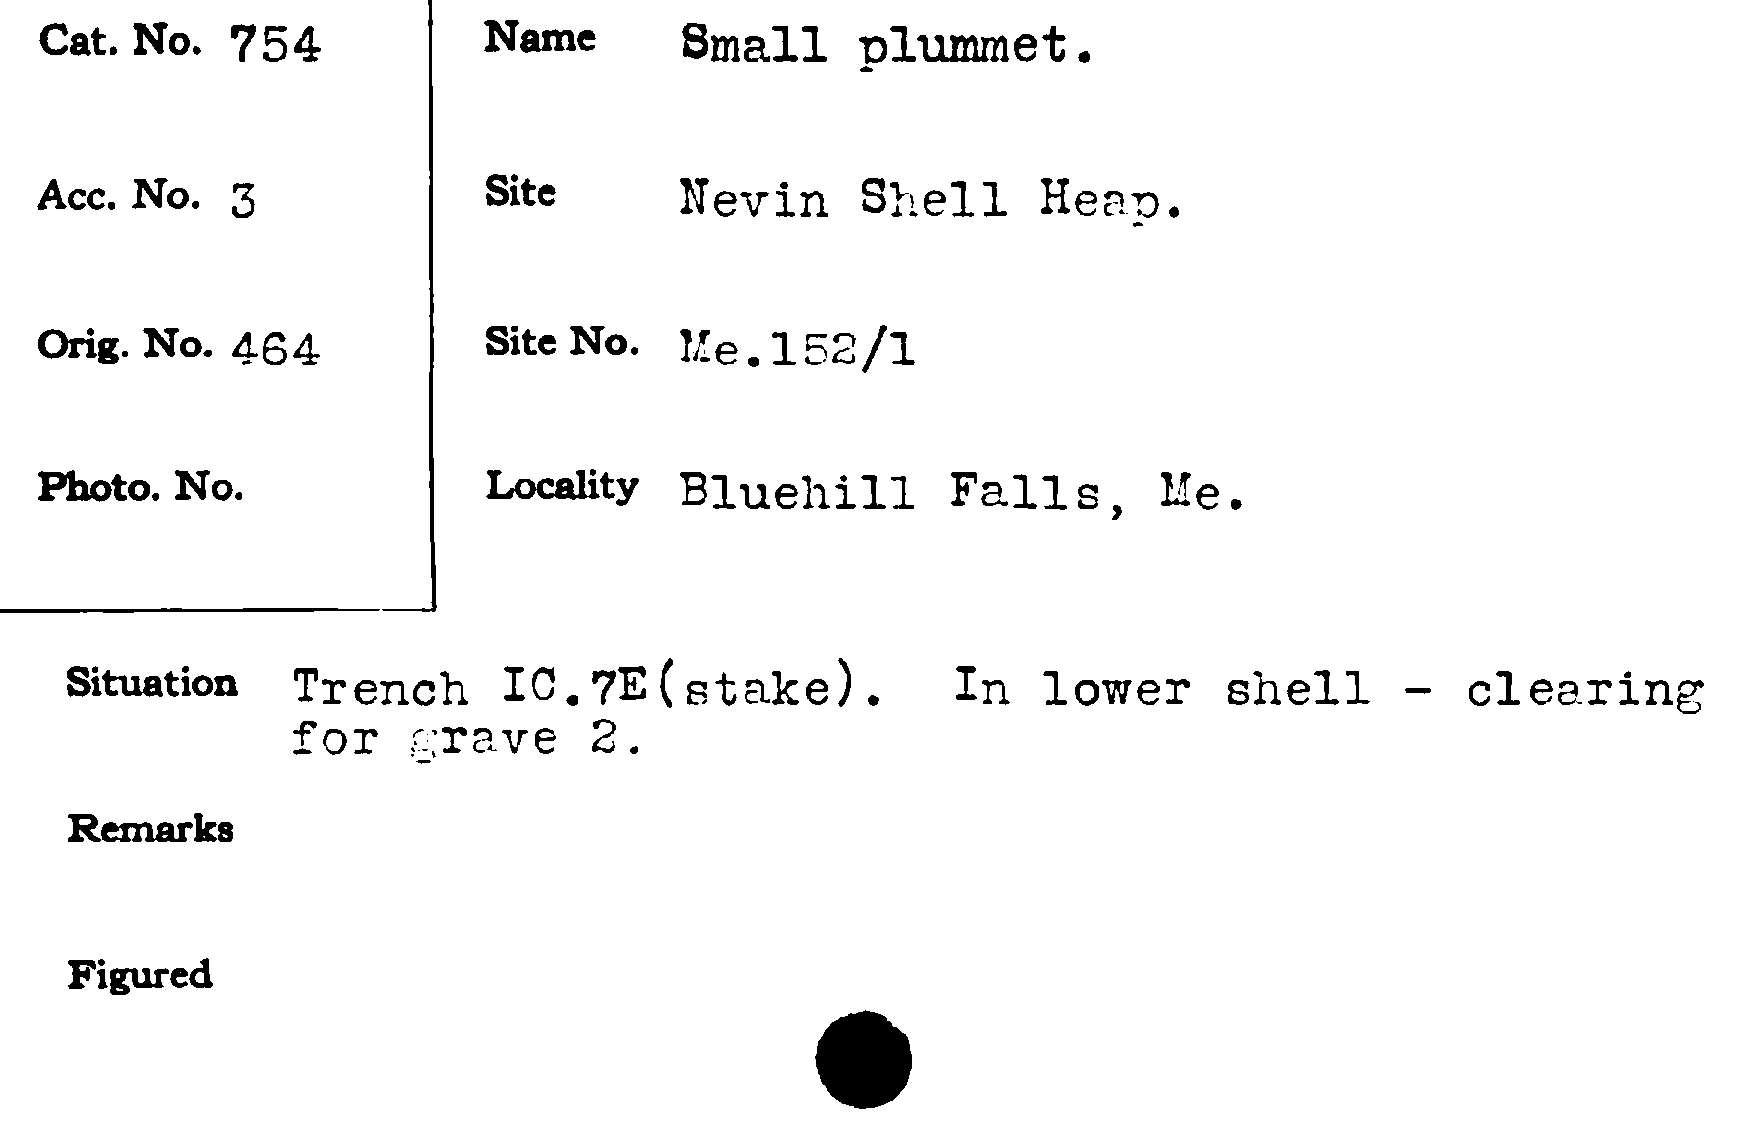 Cat. No. 754
Name Small plummet.
Acc. No. 3
Site Nevin Shell Heap.
Orig. No. 464
Site No. Me.152/1
Photo. No.
Locality Bluehill Falls, Me.
Situation Trench IC.7E(stake). In lower shell - clearing
for grave 2.
Remarks
Figured